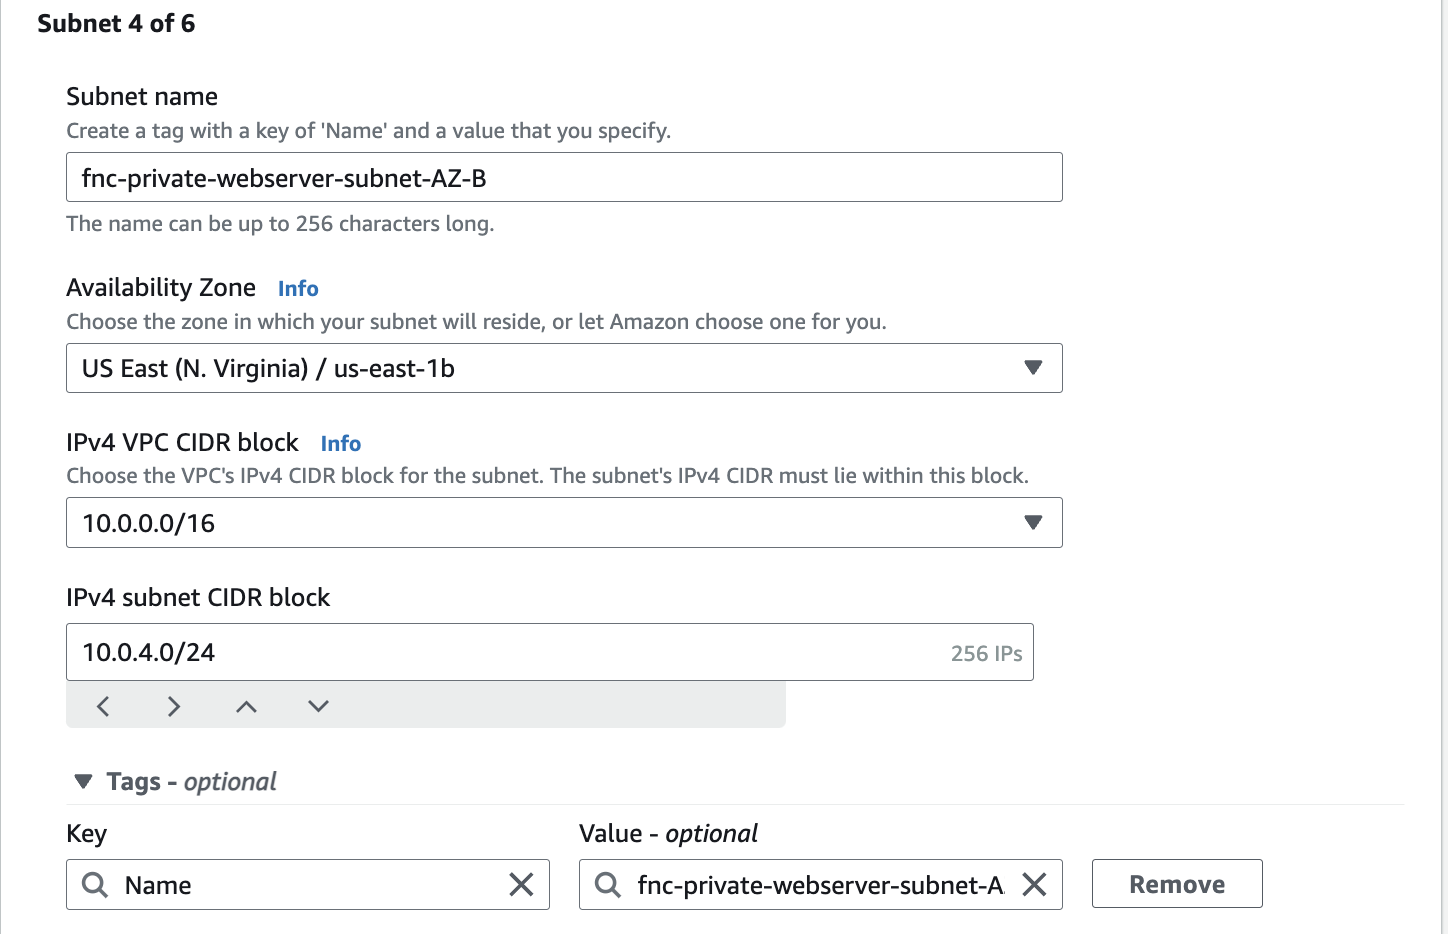 Subnet 4 of 6
Subnet name
Create a tag with a key of 'Name' and a value that you specify.
fnc-private-webserver-subnet-AZ-B
The name can be up to 256 characters long.
Availability Zone Info
Choose the zone in which your subnet will reside, or let Amazon choose one for you.
US East (N. Virginia) / us-east-1b
IPv4 VPC CIDR block Info
Choose the VPC's IPv4 CIDR block for the subnet. The subnet's IPv4 CIDR must lie within this block.
10.0.0.0/16
IPv4 subnet CIDR block
10.0.4.0/24 256 IPs
Tags - optional
Key Value - optional
Name fnc-private-webserver-subnet-A Remove